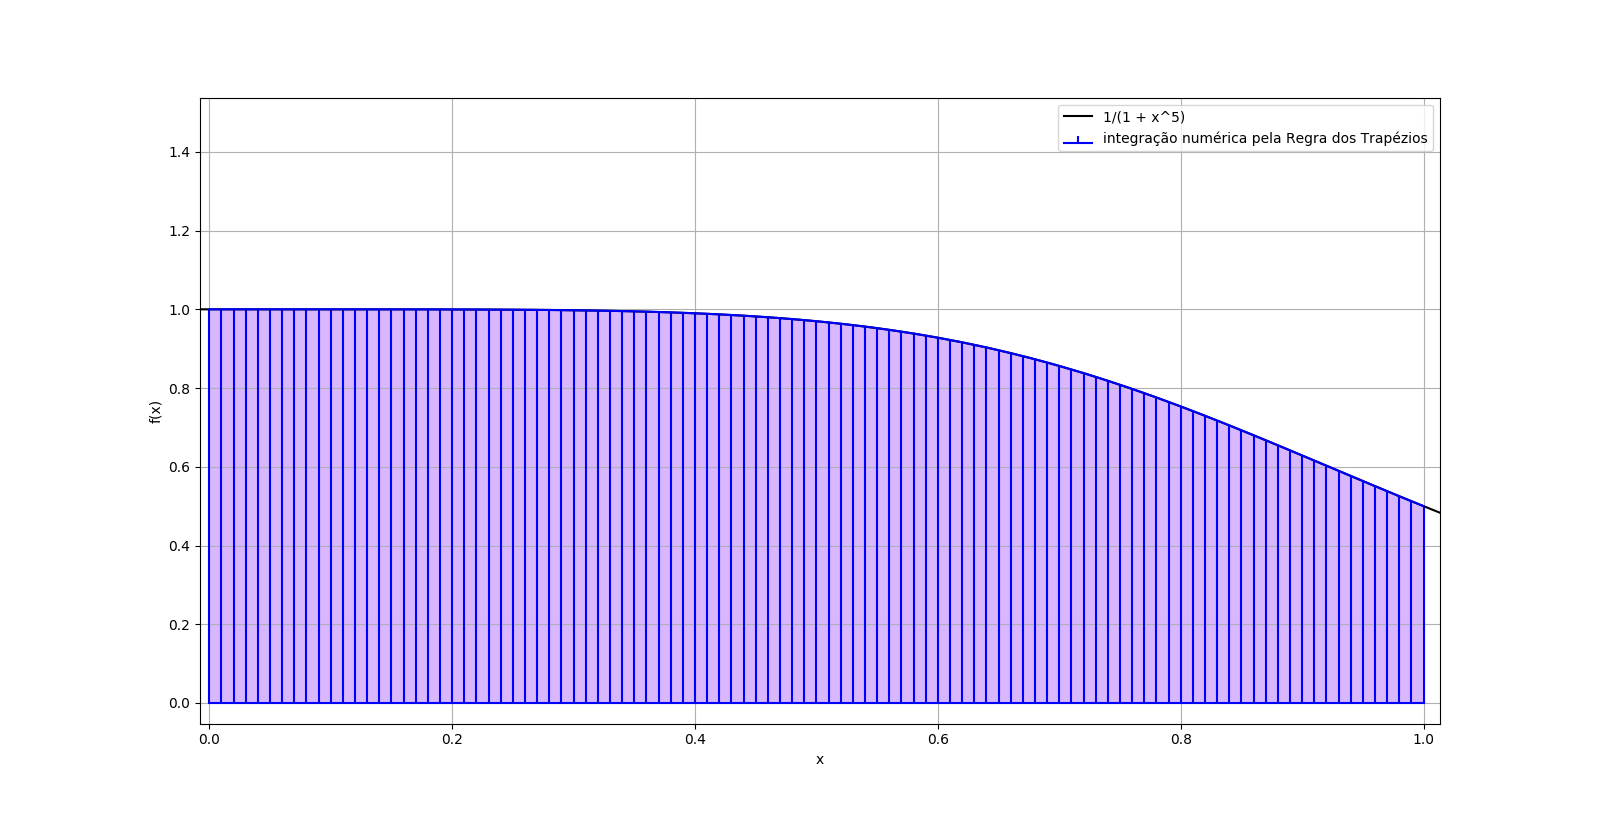 1/(1 + x^5)
integração numérica pela Regra dos Trapézios
1.4
1.2
1.0
0.8
0.6
0.4
0.2
0.0
f(x)
0.0 0.2 0.4 0.6 0.8 1.0
x